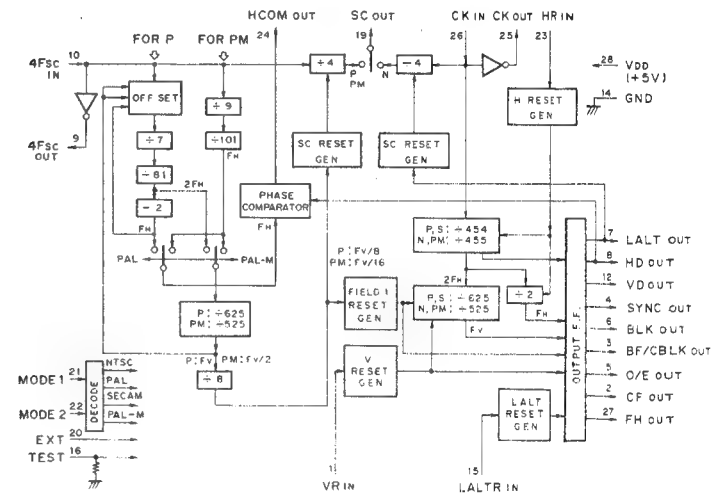 HCOM OUT
SC OUT
CK IN CK OUT HR IN
24
19
26
25
23
FOR P
FOR PM
4FSC IN
10
÷4
P
PM
N
÷4
28
VDD (+5V)
14
GND
OFF SET
÷9
H RESET GEN
9
4FSC OUT
÷7
÷101
FH
SC RESET GEN
SC RESET GEN
÷81
2FH
÷2
PHASE COMPARATOR
FH
FH
P,S: ÷454
N,PM: ÷455
7
LALT OUT
8
HD OUT
PAL
PAL-M
P: FV/8
PM: FV/16
2FH
÷2
FH
12
VD OUT
P: ÷625
PM: ÷525
FIELD 1 RESET GEN
P,S: ÷625
N,PM: ÷525
FV
4
SYNC OUT
6
BLK OUT
3
BF/CBLK OUT
P: FV
PM: FV/2
÷8
V RESET GEN
OUTPUT F.F.
5
O/E OUT
2
CF OUT
27
FH OUT
MODE 1
21
MODE 2
22
DECODE
NTSC
PAL
SECAM
PAL-M
LALT RESET GEN
EXT
20
TEST
16
1
VR IN
15
LALTR IN